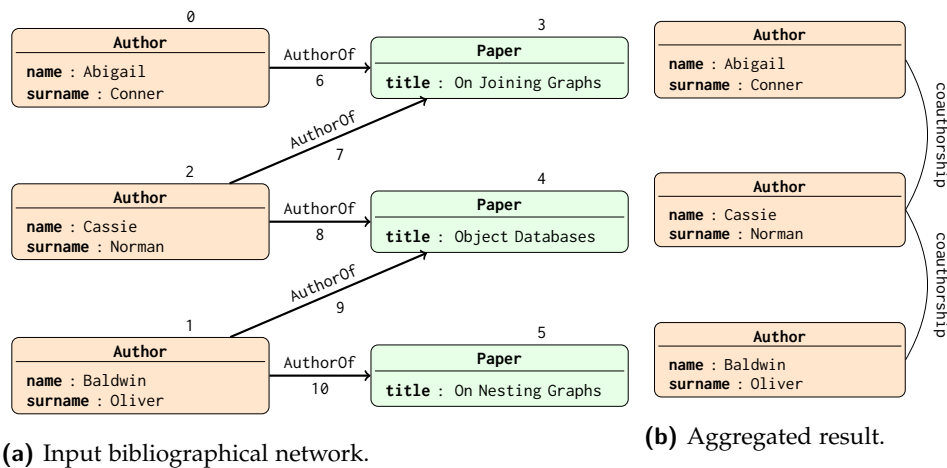 0
Author
name : Abigail
surname : Conner
AuthorOf
6
3
Paper
title : On Joining Graphs
AuthorOf
7
2
Author
name : Cassie
surname : Norman
AuthorOf
8
4
Paper
title : Object Databases
AuthorOf
9
1
Author
name : Baldwin
surname : Oliver
AuthorOf
10
5
Paper
title : On Nesting Graphs
(a) Input bibliographical network.
Author
name : Abigail
surname : Conner
coauthorship
Author
name : Cassie
surname : Norman
coauthorship
Author
name : Baldwin
surname : Oliver
(b) Aggregated result.